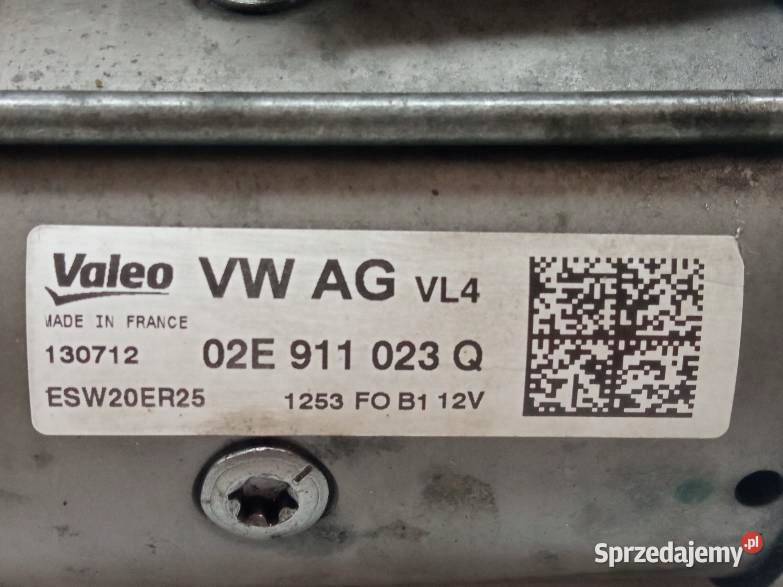 Valeo VW AG VL4
MADE IN FRANCE
130712 02E 911 023 Q
ESW20ER25 1253 FO B1 12V
Sprzedajemy.pl